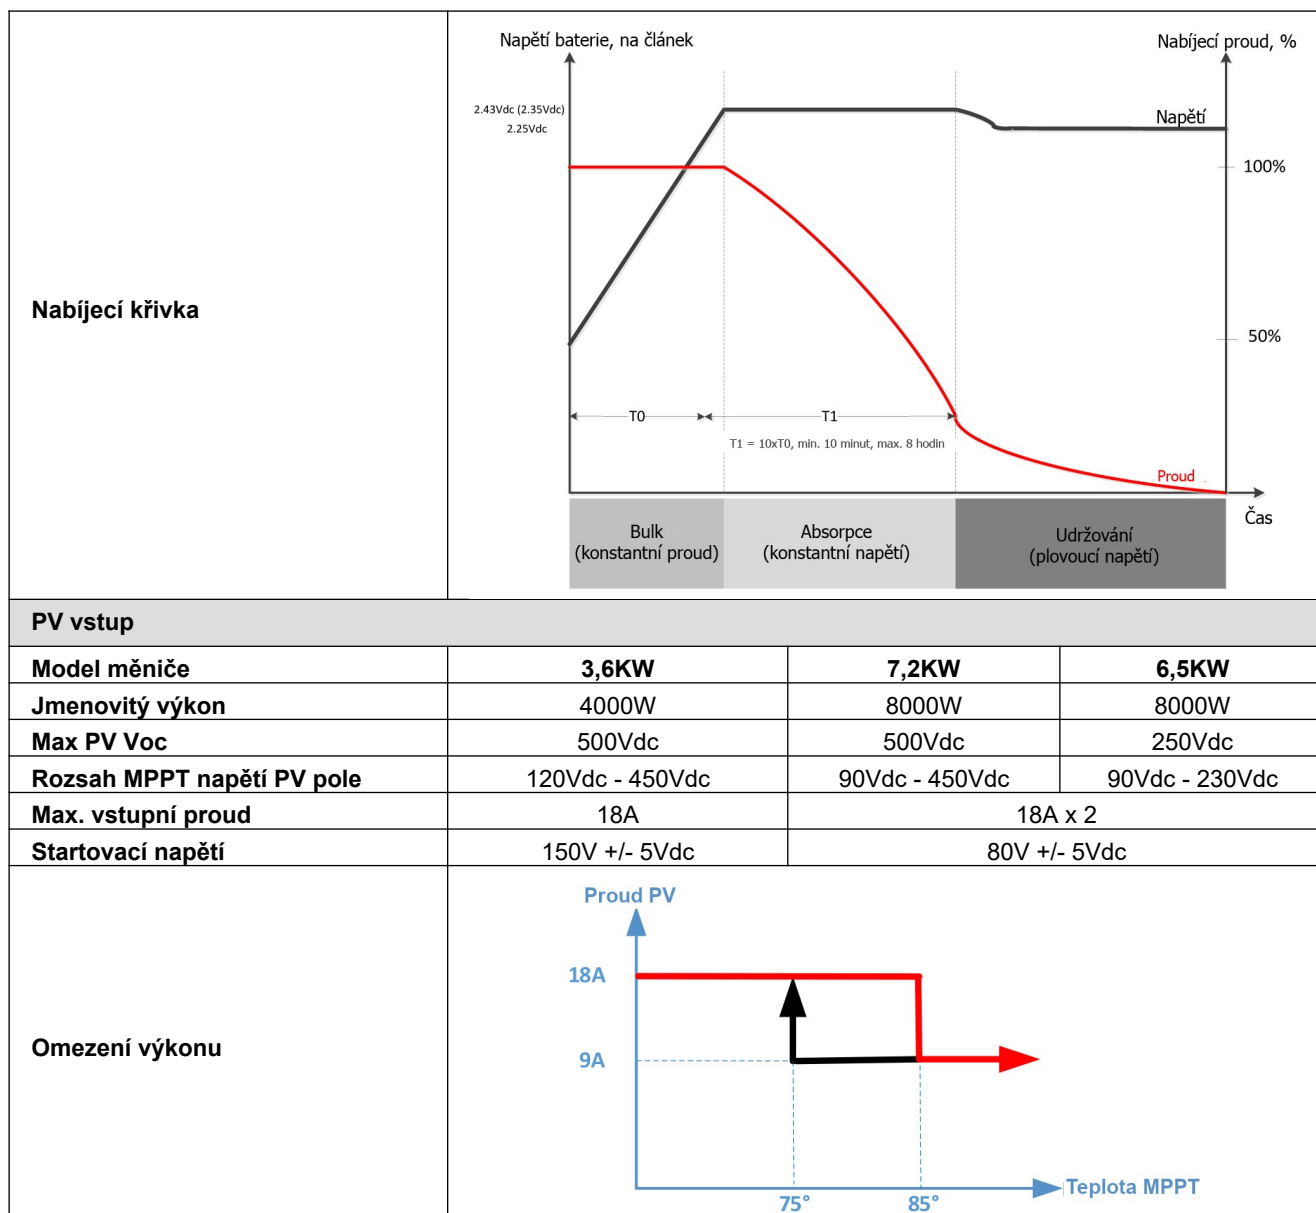 Nabíjecí křivka
Napětí baterie, na článek
Nabíjecí proud, %
2.43Vdc (2.35Vdc)
2.25Vdc
Napětí
100%
50%
T0
T1
T1 = 10xT0, min. 10 minut, max. 8 hodin
Proud
Čas
Bulk
(konstantní proud)
Absorpce
(konstantní napětí)
Udržování
(plovoucí napětí)
PV vstup
Model měniče 3,6KW 7,2KW 6,5KW
Jmenovitý výkon 4000W 8000W 8000W
Max PV Voc 500Vdc 500Vdc 250Vdc
Rozsah MPPT napětí PV pole 120Vdc - 450Vdc 90Vdc - 450Vdc 90Vdc - 230Vdc
Max. vstupní proud 18A 18A x 2
Startovací napětí 150V +/- 5Vdc 80V +/- 5Vdc
Omezení výkonu
Proud PV
18A
9A
Teplota MPPT
75° 85°